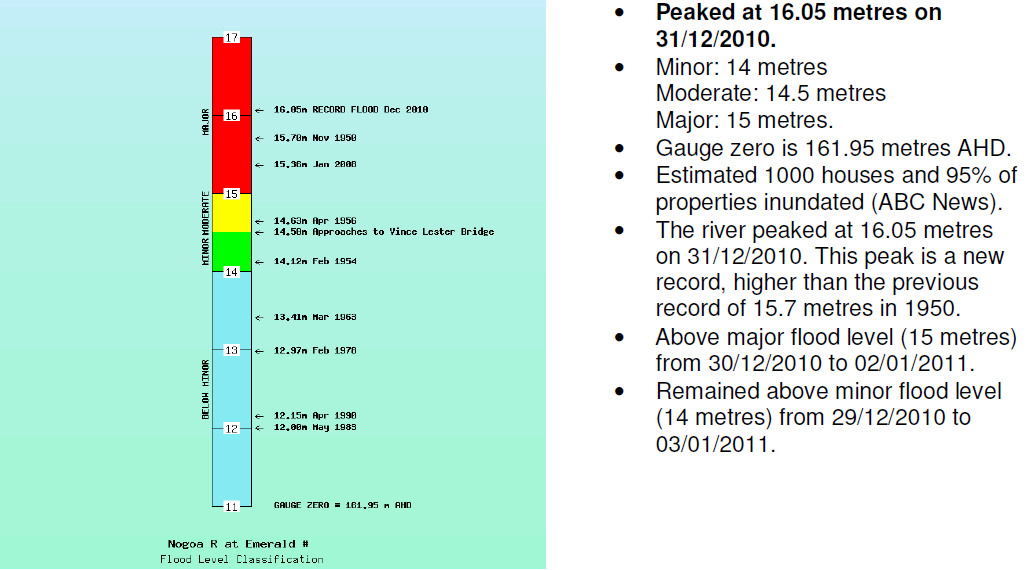 17
16
15
14
13
12
11
MAJOR
MODERATE
MINOR
BELOW MINOR
← 16.05m RECORD FLOOD Dec 2010
← 15.70m Nov 1950
← 15.36m Jan 2008
← 14.63m Apr 1956
← 14.50m Approaches to Vince Lester Bridge
← 14.12m Feb 1954
← 13.41m Mar 1963
← 12.97m Feb 1978
← 12.15m Apr 1990
← 12.00m May 1983
GAUGE ZERO = 161.95 m AHD
Nogoa R at Emerald #
Flood Level Classification
• Peaked at 16.05 metres on
31/12/2010.
• Minor: 14 metres
Moderate: 14.5 metres
Major: 15 metres.
• Gauge zero is 161.95 metres AHD.
• Estimated 1000 houses and 95% of
properties inundated (ABC News).
• The river peaked at 16.05 metres
on 31/12/2010. This peak is a new
record, higher than the previous
record of 15.7 metres in 1950.
• Above major flood level (15 metres)
from 30/12/2010 to 02/01/2011.
• Remained above minor flood level
(14 metres) from 29/12/2010 to
03/01/2011.